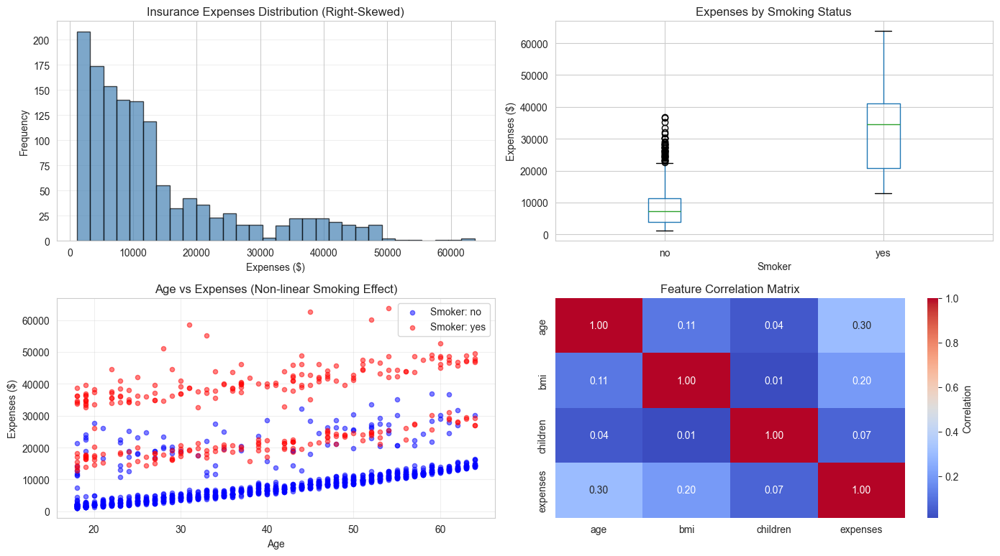 Insurance Expenses Distribution (Right-Skewed)
200
175
150
125
100
75
50
25
0
Frequency
0 10000 20000 30000 40000 50000 60000
Expenses ($)
Expenses by Smoking Status
60000
50000
40000
30000
20000
10000
0
Expenses ($)
no yes
Smoker
Age vs Expenses (Non-linear Smoking Effect)
Smoker: no
Smoker: yes
60000
50000
40000
30000
20000
10000
0
Expenses ($)
20 30 40 50 60
Age
Feature Correlation Matrix
age 1.00 0.11 0.04 0.30
bmi 0.11 1.00 0.01 0.20
children 0.04 0.01 1.00 0.07
expenses 0.30 0.20 0.07 1.00
age bmi children expenses
1.0
0.8
0.6
0.4
0.2
Correlation